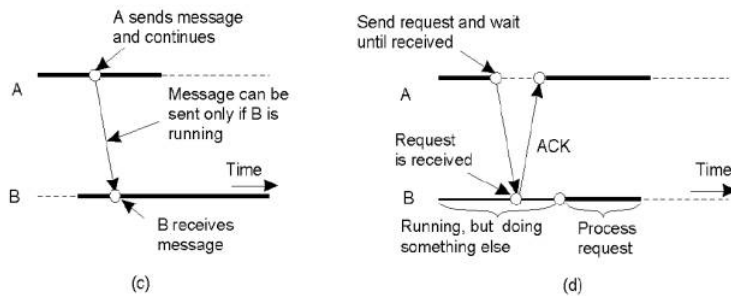 A sends message
and continues
A
Message can be
sent only if B is
running
Time
B
B receives
message
(c)
Send request and wait
until received
A
Request
is received
ACK
Time
B
Running, but doing
something else
Process
request
(d)